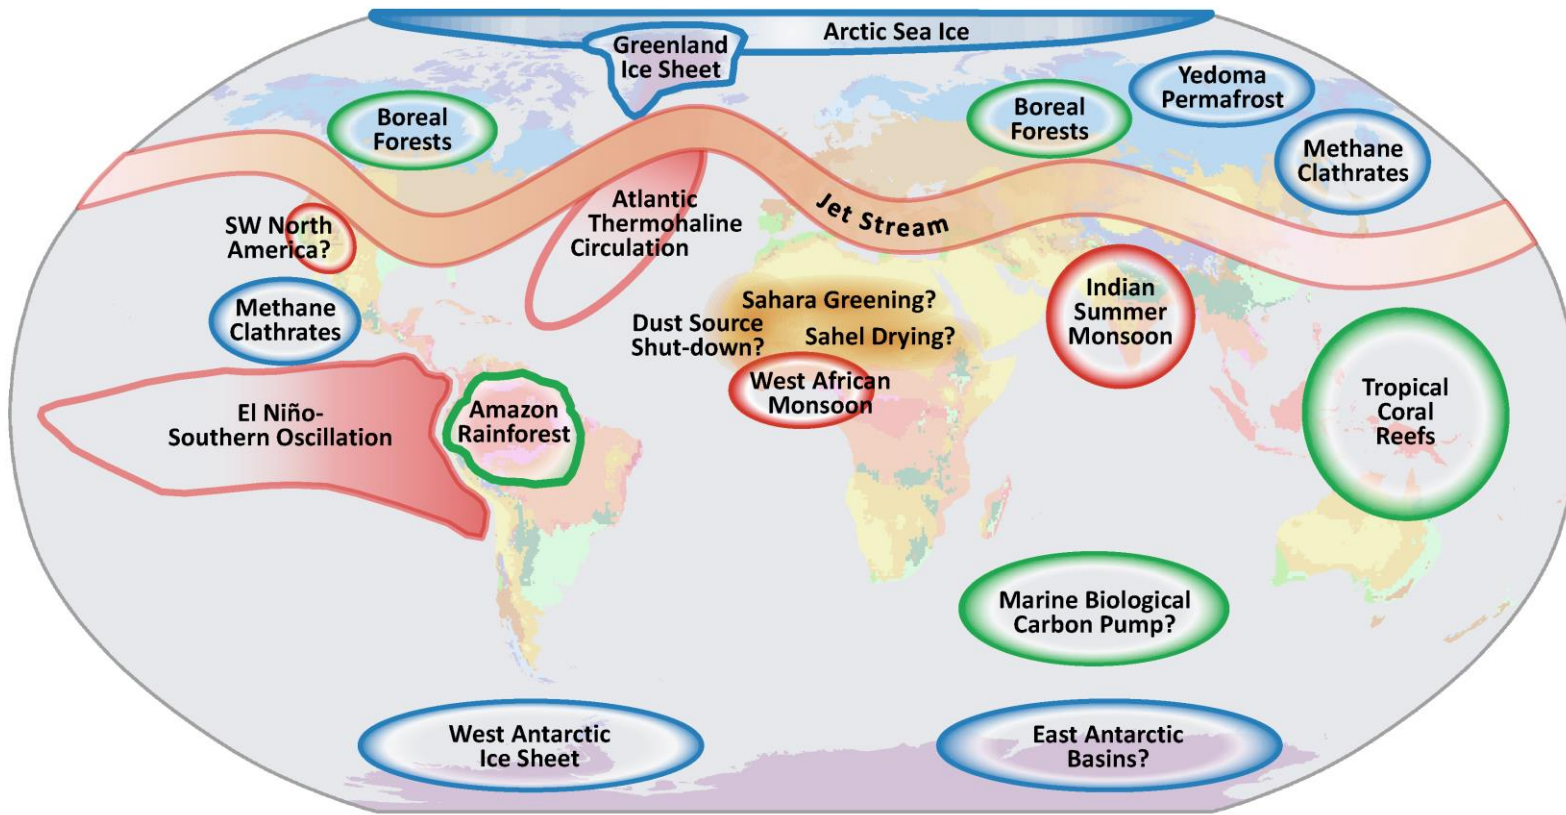 Arctic Sea Ice
Greenland
Ice Sheet
Yedoma
Permafrost
Boreal
Forests
Boreal
Forests
Methane
Clathrates
Jet Stream
Atlantic
Thermohaline
Circulation
SW North
America?
Methane
Clathrates
Sahara Greening?
Dust Source
Shut-down?
Sahel Drying?
Indian
Summer
Monsoon
West African
Monsoon
El Niño-
Southern Oscillation
Amazon
Rainforest
Tropical
Coral
Reefs
Marine Biological
Carbon Pump?
West Antarctic
Ice Sheet
East Antarctic
Basins?